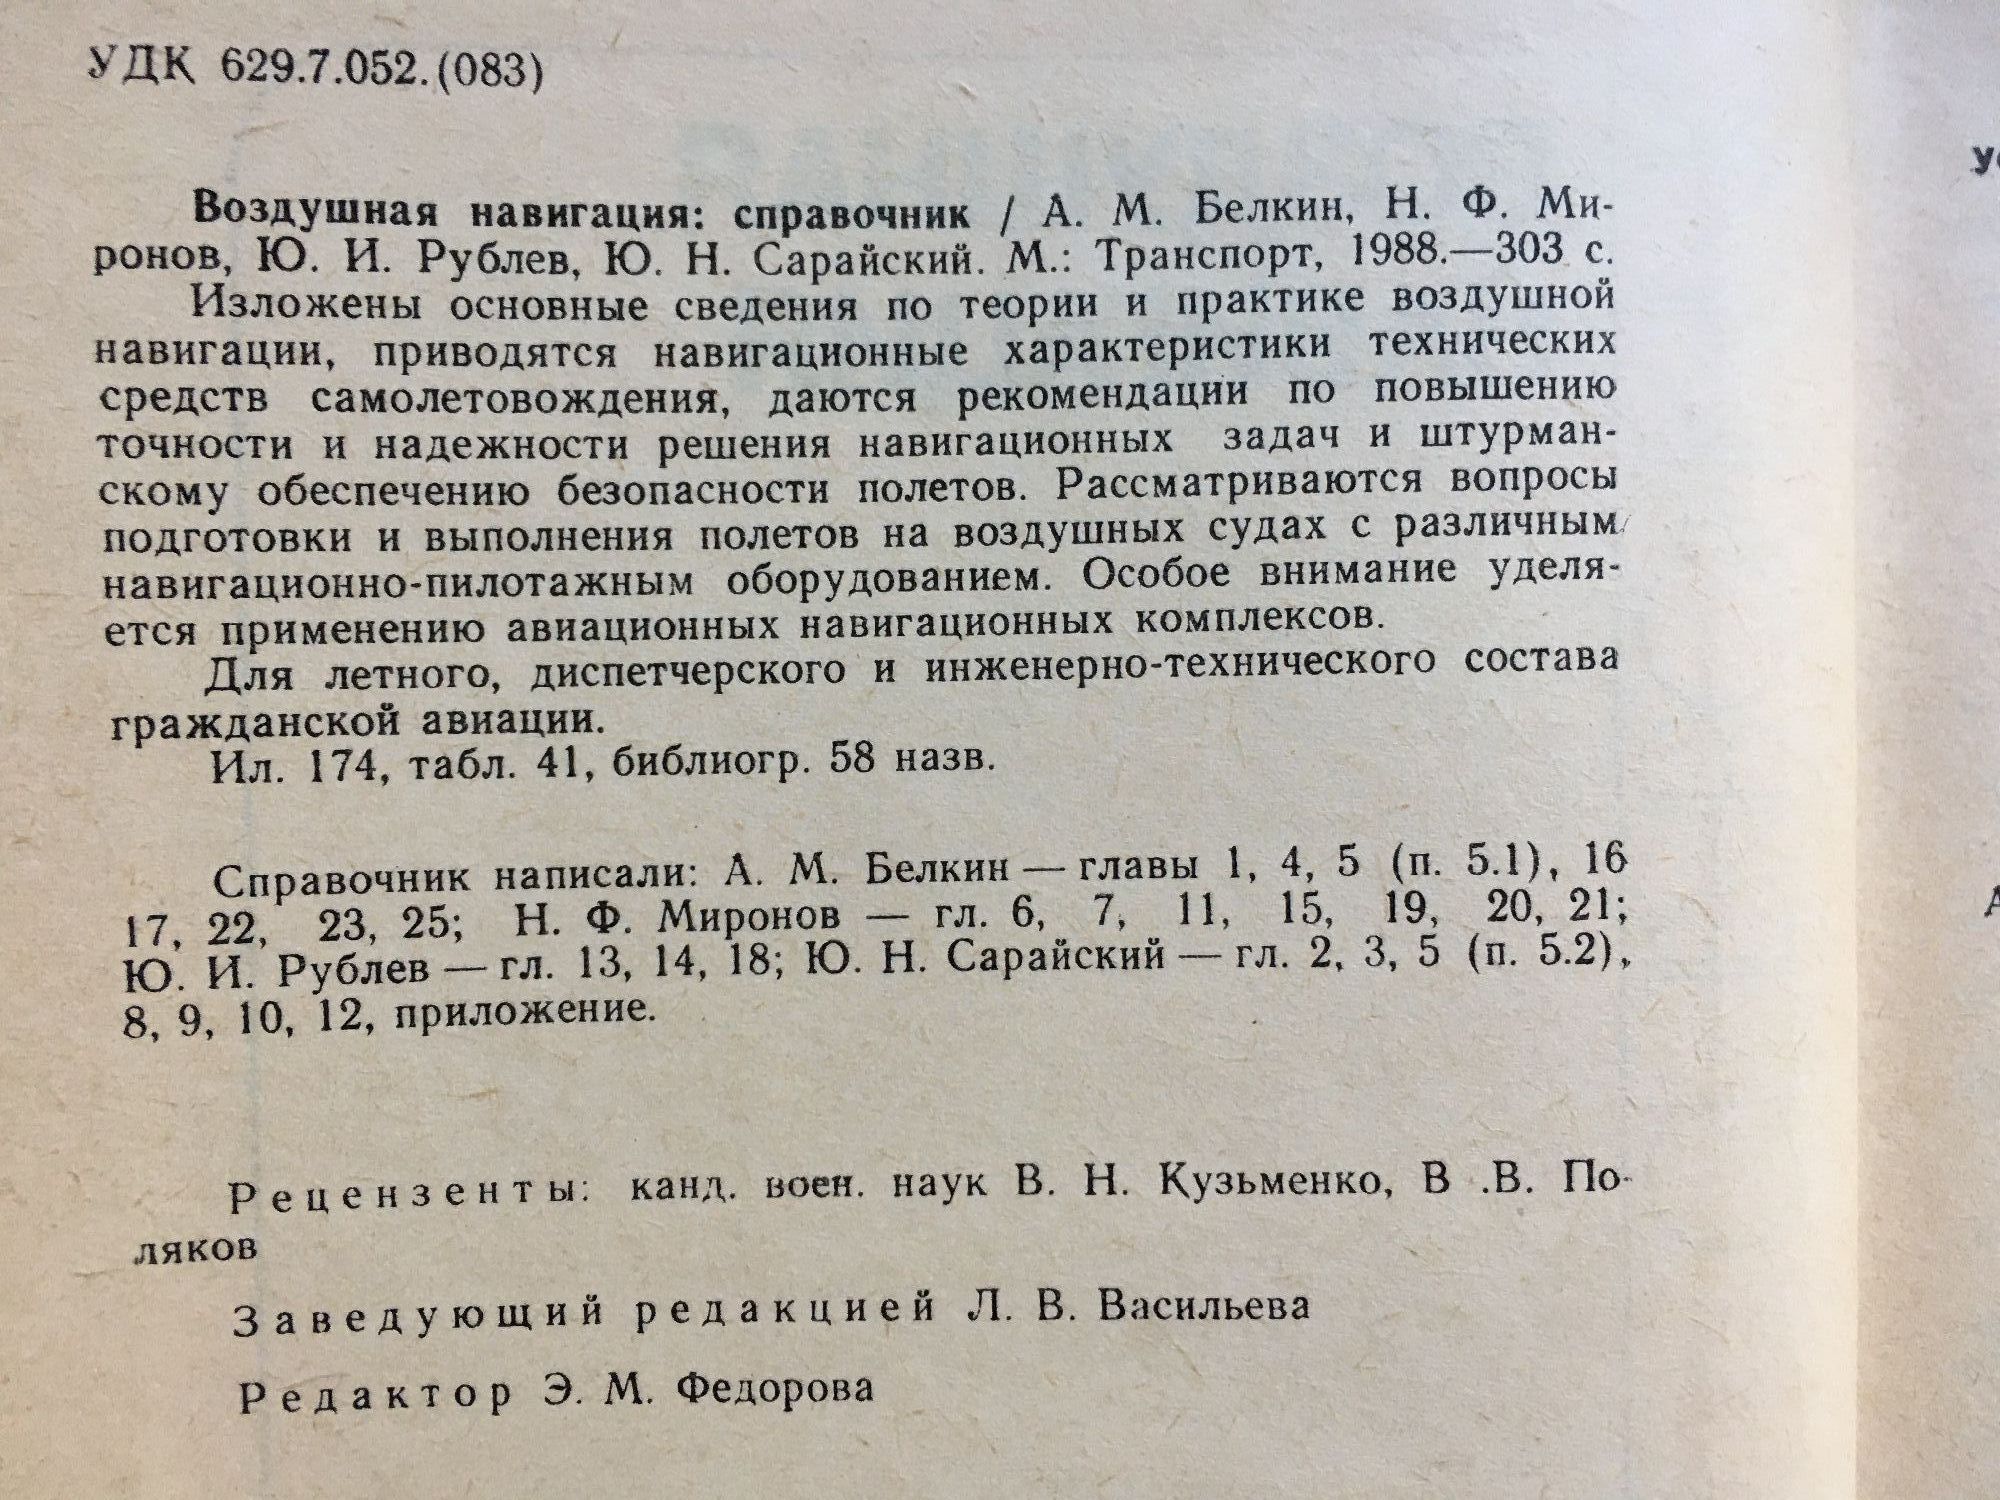 УДК 629.7.052.(083)
Воздушная навигация: справочник / А. М. Белкин, Н. Ф. Ми-
ронов, Ю. И. Рублев, Ю. Н. Сарайский. М.: Транспорт, 1988.—303 с.
Изложены основные сведения по теории и практике воздушной
навигации, приводятся навигационные характеристики технических
средств самолетовождения, даются рекомендации по повышению
точности и надежности решения навигационных задач и штурман-
скому обеспечению безопасности полетов. Рассматриваются вопросы
подготовки и выполнения полетов на воздушных судах с различным
навигационно-пилотажным оборудованием. Особое внимание уделя-
ется применению авиационных навигационных комплексов.
Для летного, диспетчерского и инженерно-технического состава
гражданской авиации.
Ил. 174, табл. 41, библиогр. 58 назв.
Справочник написали: А. М. Белкин — главы 1, 4, 5 (п. 5.1), 16
17, 22, 23, 25; Н. Ф. Миронов — гл. 6, 7, 11, 15, 19, 20, 21;
Ю. И. Рублев — гл. 13, 14, 18; Ю. Н. Сарайский — гл. 2, 3, 5 (п. 5.2),
8, 9, 10, 12, приложение.
Рецензенты: канд. воен. наук В. Н. Кузьменко, В .В. По-
ляков
Заведующий редакцией Л. В. Васильева
Редактор Э. М. Федорова